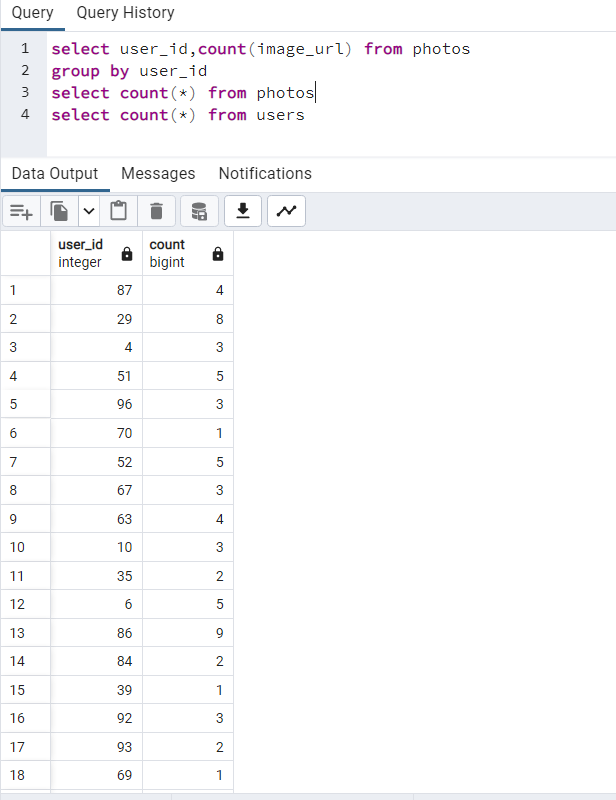 Query Query History
1 select user_id,count(image_url) from photos
2 group by user_id
3 select count(*) from photos
4 select count(*) from users
Data Output Messages Notifications
user_id count
integer bigint
1 87 4
2 29 8
3 4 3
4 51 5
5 96 3
6 70 1
7 52 5
8 67 3
9 63 4
10 10 3
11 35 2
12 6 5
13 86 9
14 84 2
15 39 1
16 92 3
17 93 2
18 69 1